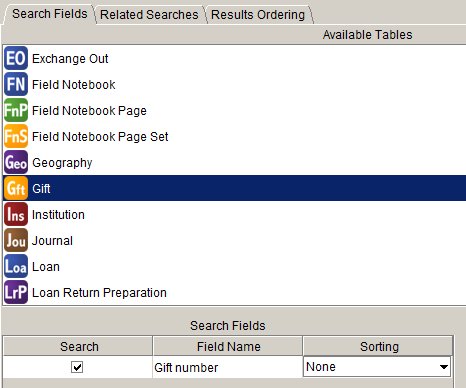 Search Fields Related Searches Results Ordering
Available Tables
EO Exchange Out
FN Field Notebook
FnP Field Notebook Page
FnS Field Notebook Page Set
Geo Geography
Gft Gift
Ins Institution
Jou Journal
Loa Loan
LrP Loan Return Preparation
Search Fields
Search Field Name Sorting
Gift number None